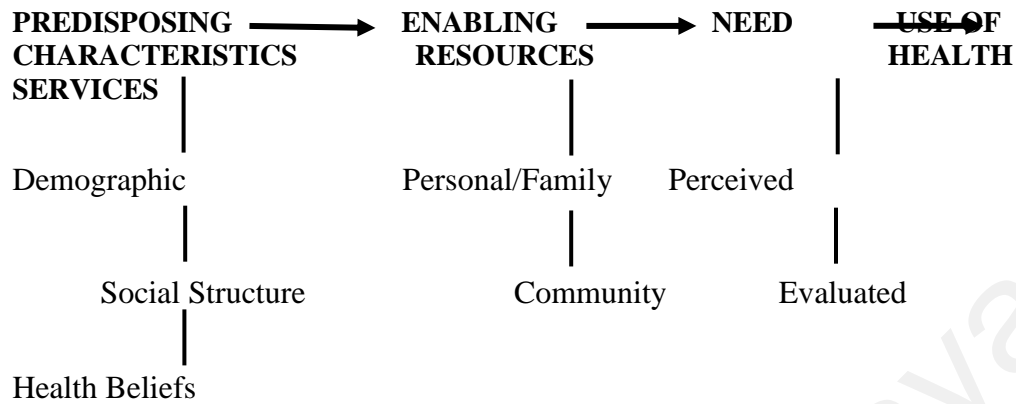 PREDISPOSING ENABLING NEED USE OF
CHARACTERISTICS RESOURCES HEALTH
SERVICES
Demographic Personal/Family Perceived
Social Structure Community Evaluated
Health Beliefs